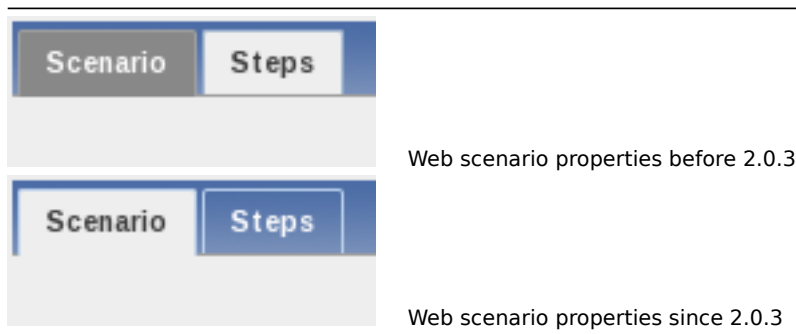 Scenario Steps
Web scenario properties before 2.0.3
Scenario Steps
Web scenario properties since 2.0.3